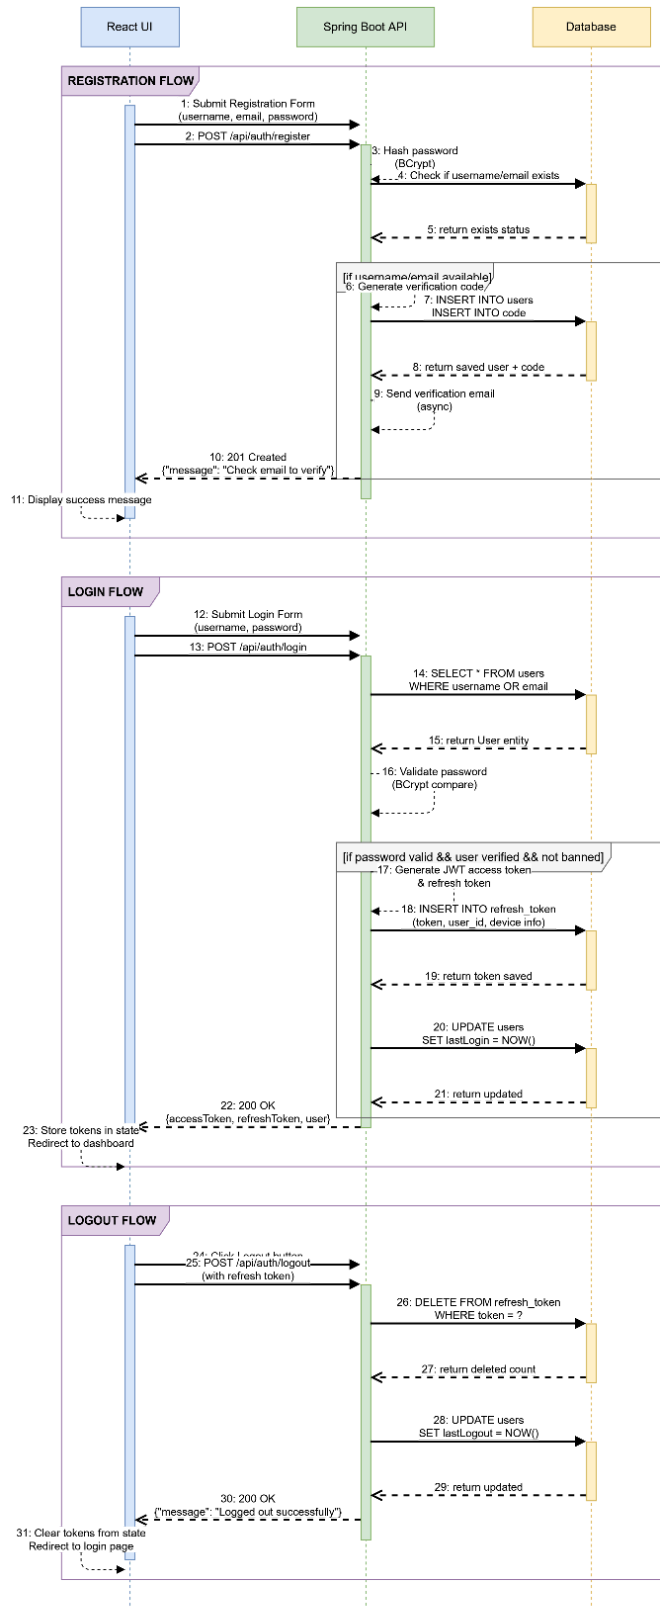 React UI
Spring Boot API
Database
REGISTRATION FLOW
1: Submit Registration Form
(username, email, password)
2: POST /api/auth/register
3: Hash password
(BCrypt)
4: Check if username/email exists
5: return exists status
[if username/email available]
6: Generate verification code
7: INSERT INTO users
INSERT INTO code
8: return saved user + code
9: Send verification email
(async)
10: 201 Created
{"message": "Check email to verify"}
11: Display success message
LOGIN FLOW
12: Submit Login Form
(username, password)
13: POST /api/auth/login
14: SELECT * FROM users
WHERE username OR email
15: return User entity
16: Validate password
(BCrypt compare)
[if password valid && user verified && not banned]
17: Generate JWT access token
& refresh token
18: INSERT INTO refresh_token
(token, user_id, device info)
19: return token saved
20: UPDATE users
SET lastLogin = NOW()
21: return updated
22: 200 OK
{accessToken, refreshToken, user}
23: Store tokens in state
Redirect to dashboard
LOGOUT FLOW
24: Click Logout button
25: POST /api/auth/logout
(with refresh token)
26: DELETE FROM refresh_token
WHERE token = ?
27: return deleted count
28: UPDATE users
SET lastLogout = NOW()
29: return updated
30: 200 OK
{"message": "Logged out successfully"}
31: Clear tokens from state
Redirect to login page